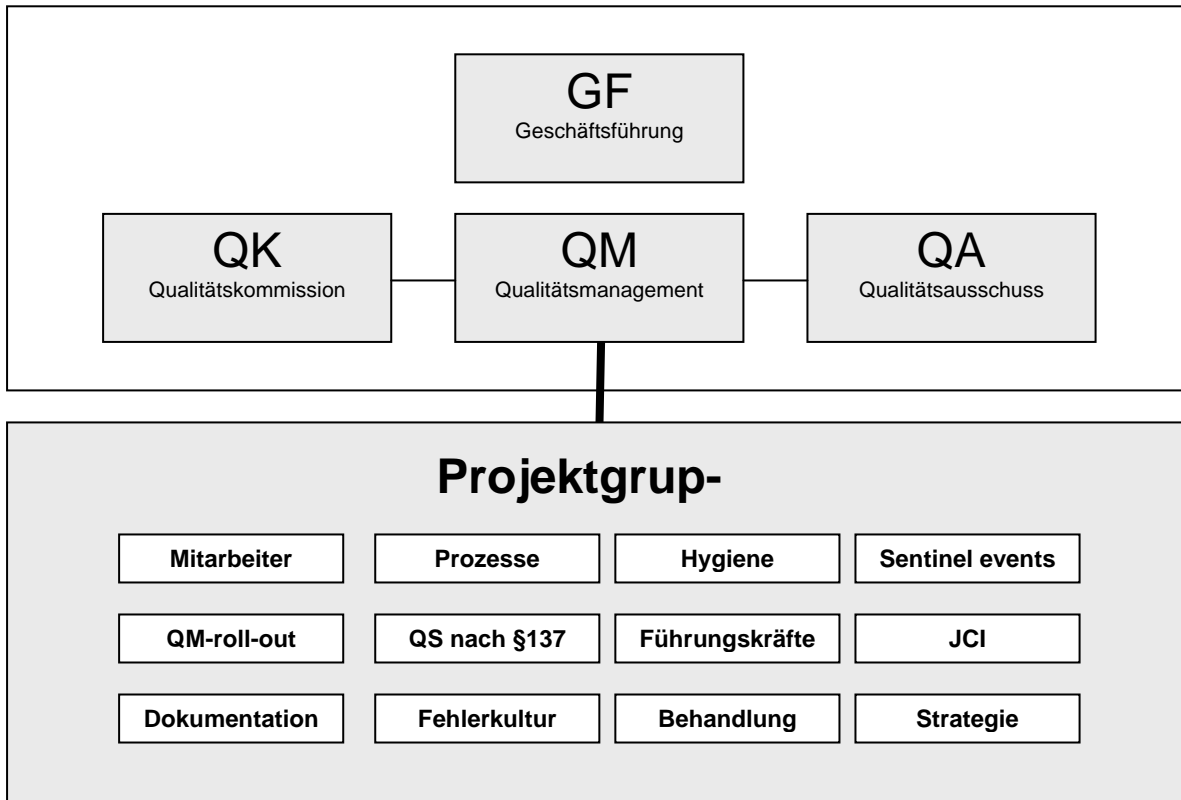 GF
Geschäftsführung
QK
Qualitätskommission
QM
Qualitätsmanagement
QA
Qualitätsausschuss
Projektgrup-
Mitarbeiter
Prozesse
Hygiene
Sentinel events
QM-roll-out
QS nach §137
Führungskräfte
JCI
Dokumentation
Fehlerkultur
Behandlung
Strategie